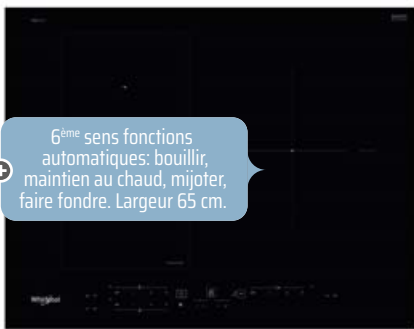 6ème sens fonctions
automatiques: bouillir,
maintien au chaud, mijoter,
faire fondre. Largeur 65 cm.
Whirlpool